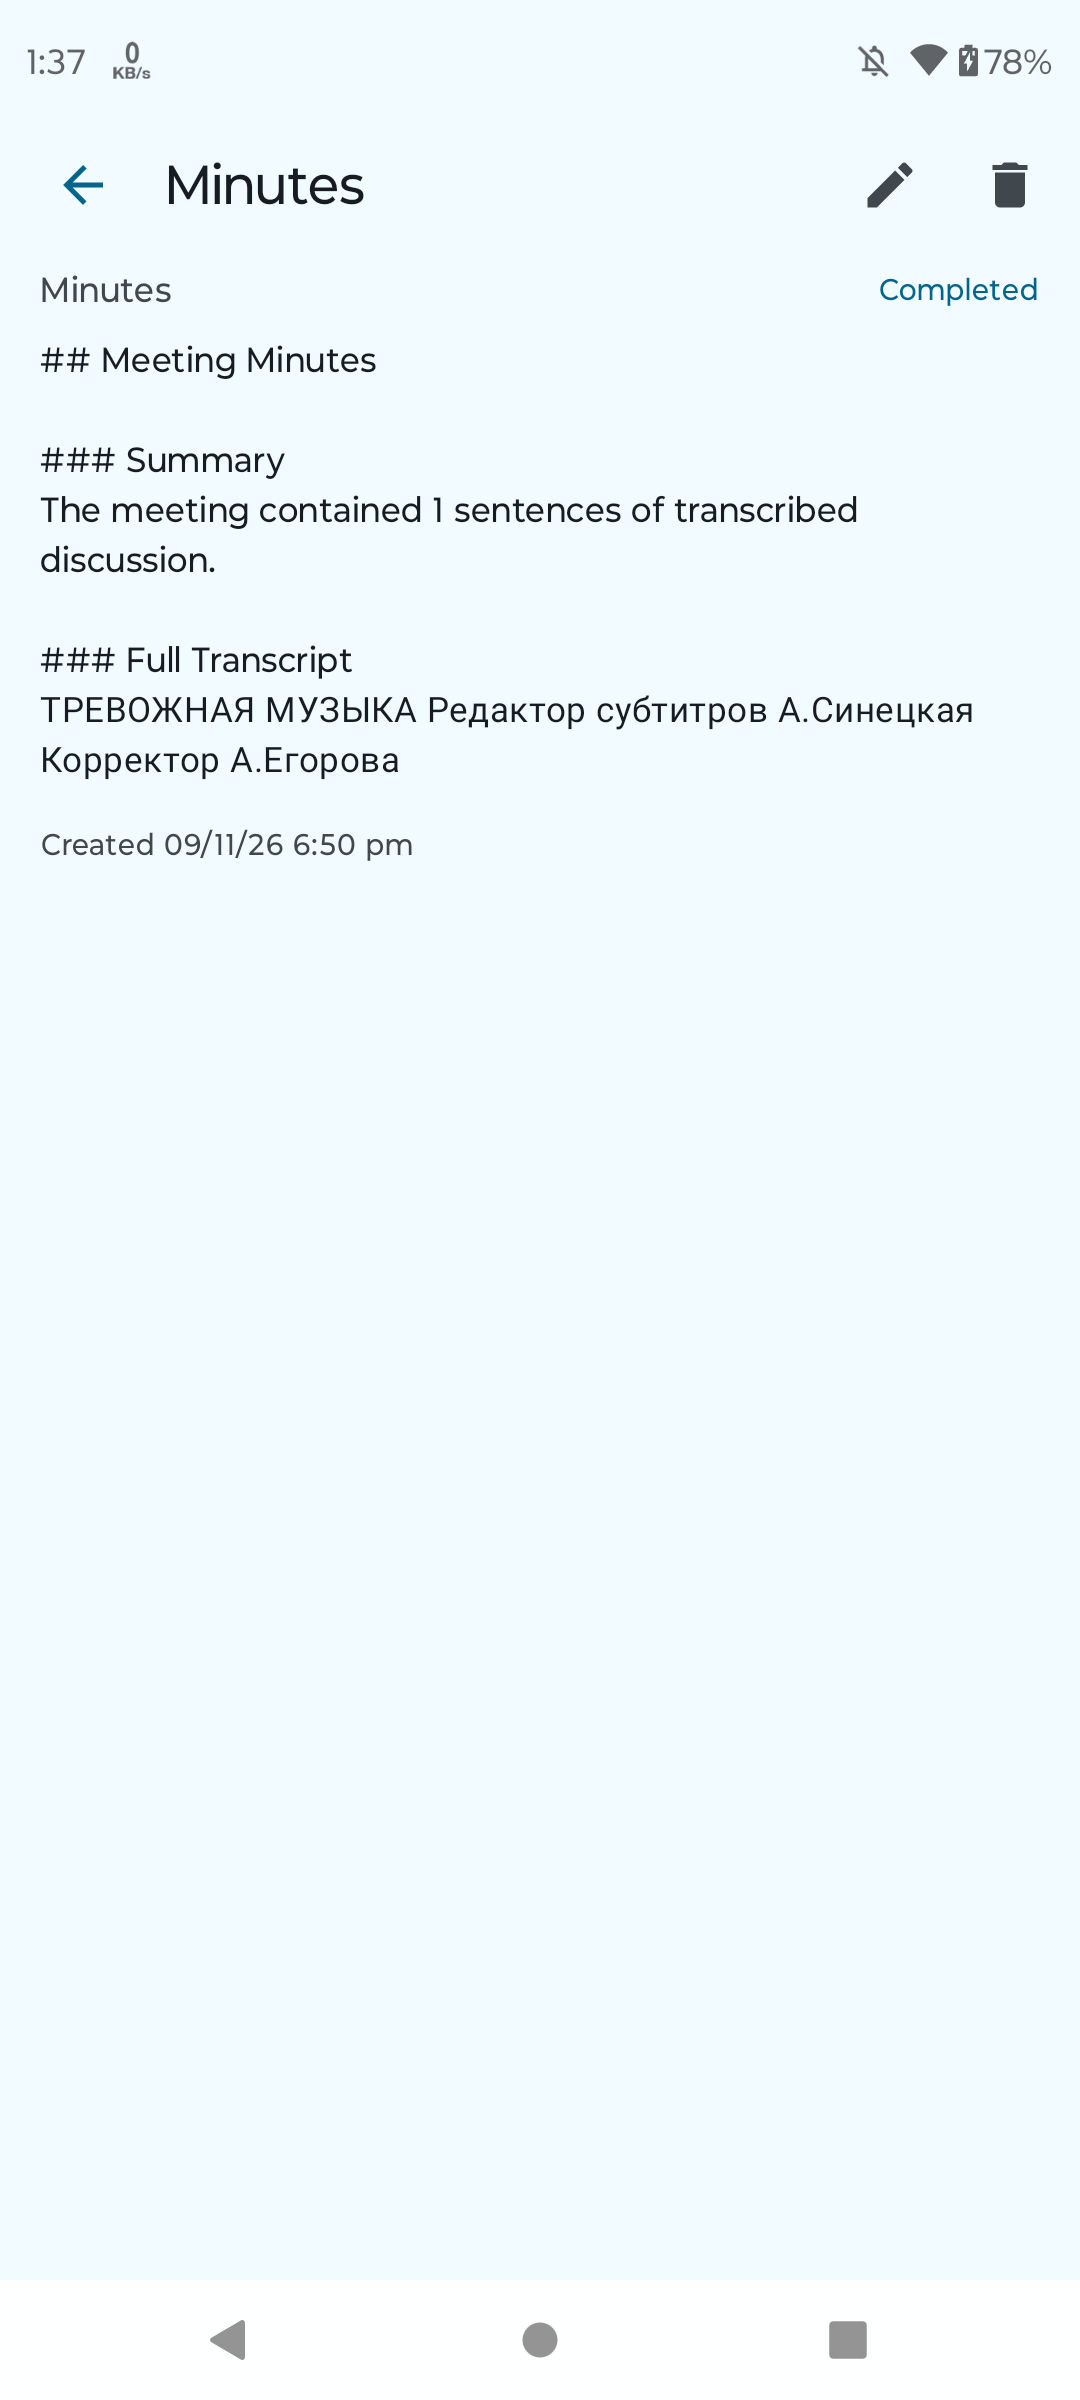 1:37
0
KB/s
78%
Minutes
Minutes
Completed
## Meeting Minutes
### Summary
The meeting contained 1 sentences of transcribed
discussion.
### Full Transcript
ТРЕВОЖНАЯ МУЗЫКА Редактор субтитров А.Синецкая
Корректор А.Егорова
Created 09/11/26 6:50 pm